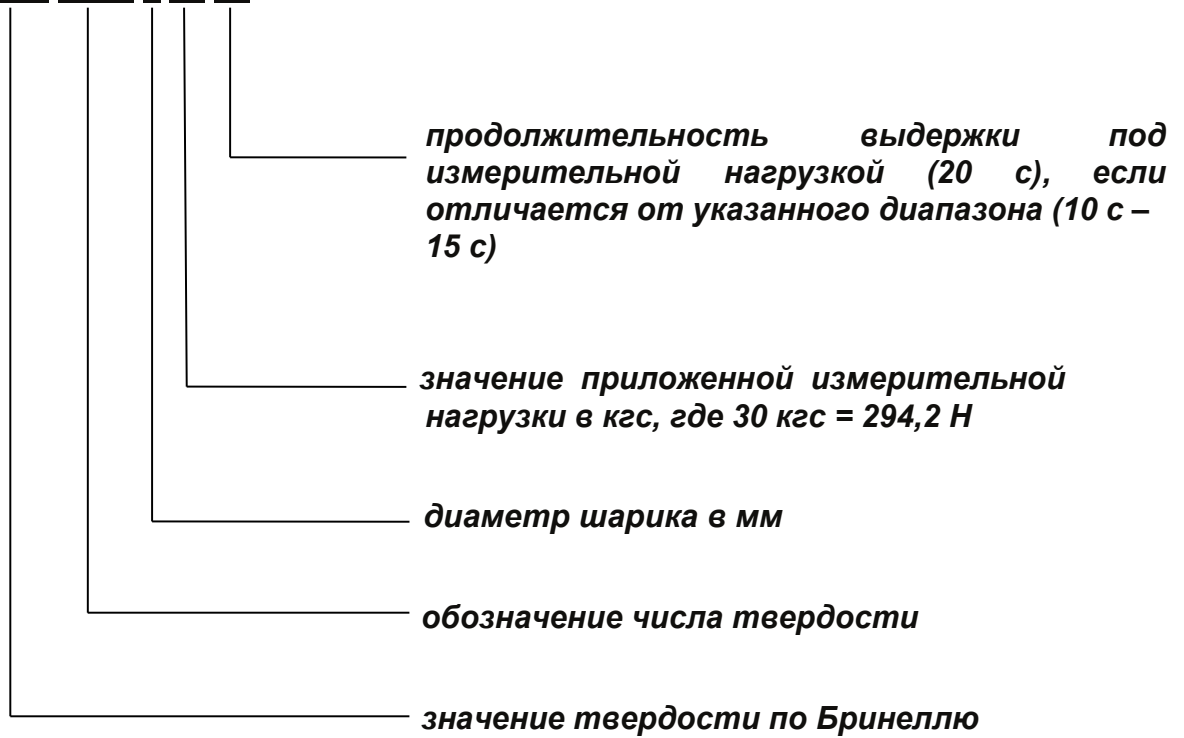 продолжительность выдержки под
измерительной нагрузкой (20 с), если
отличается от указанного диапазона (10 с –
15 с)
значение приложенной измерительной
нагрузки в кгс, где 30 кгс = 294,2 Н
диаметр шарика в мм
обозначение числа твердости
значение твердости по Бринеллю